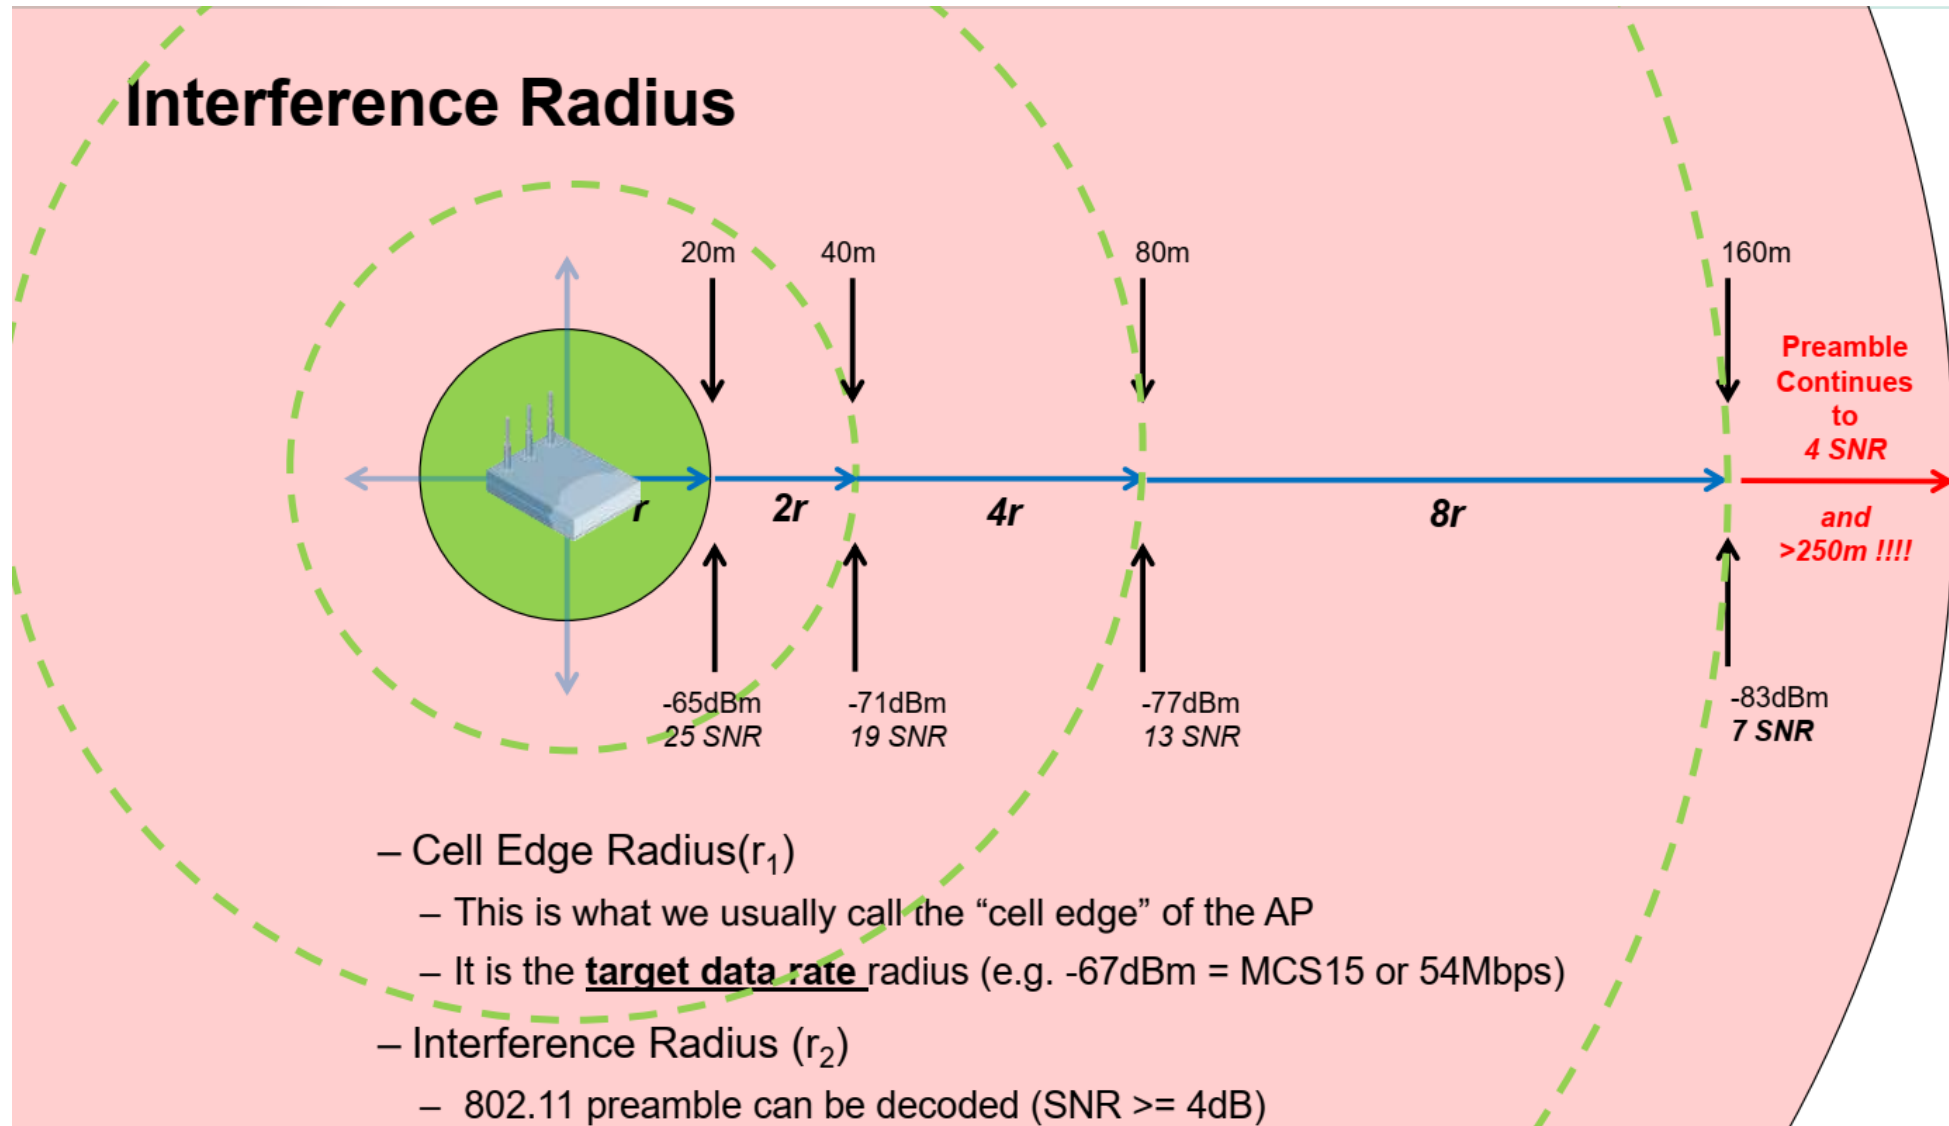 Interference Radius
20m
40m
80m
160m
Preamble
Continues
to
4 SNR
r
2r
4r
8r
and
>250m !!!!
-65dBm
25 SNR
-71dBm
19 SNR
-77dBm
13 SNR
-83dBm
7 SNR
– Cell Edge Radius(r₁)
– This is what we usually call the “cell edge” of the AP
– It is the target data rate radius (e.g. -67dBm = MCS15 or 54Mbps)
– Interference Radius (r₂)
– 802.11 preamble can be decoded (SNR >= 4dB)